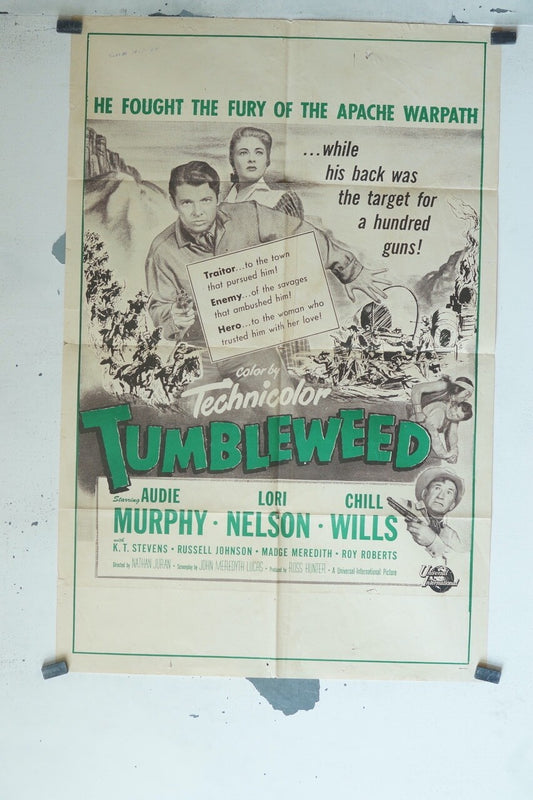 HE FOUGHT THE FURY OF THE APACHE WARPATH
...while
his back was
the target for
a hundred
guns!
Traitor...to the town
that pursued him!
Enemy...of the savages
that ambushed him!
Hero...to the woman who
trusted him with her love!
color by
Technicolor
TUMBLEWEED
Starring AUDIE MURPHY · LORI NELSON · CHILL WILLS
with
K.T. STEVENS · RUSSELL JOHNSON · MADGE MEREDITH · ROY ROBERTS
Directed by NATHAN JURAN · Screenplay by JOHN MEREDYTH LUCAS · Produced by ROSS HUNTER · A Universal-International Picture
Universal
International